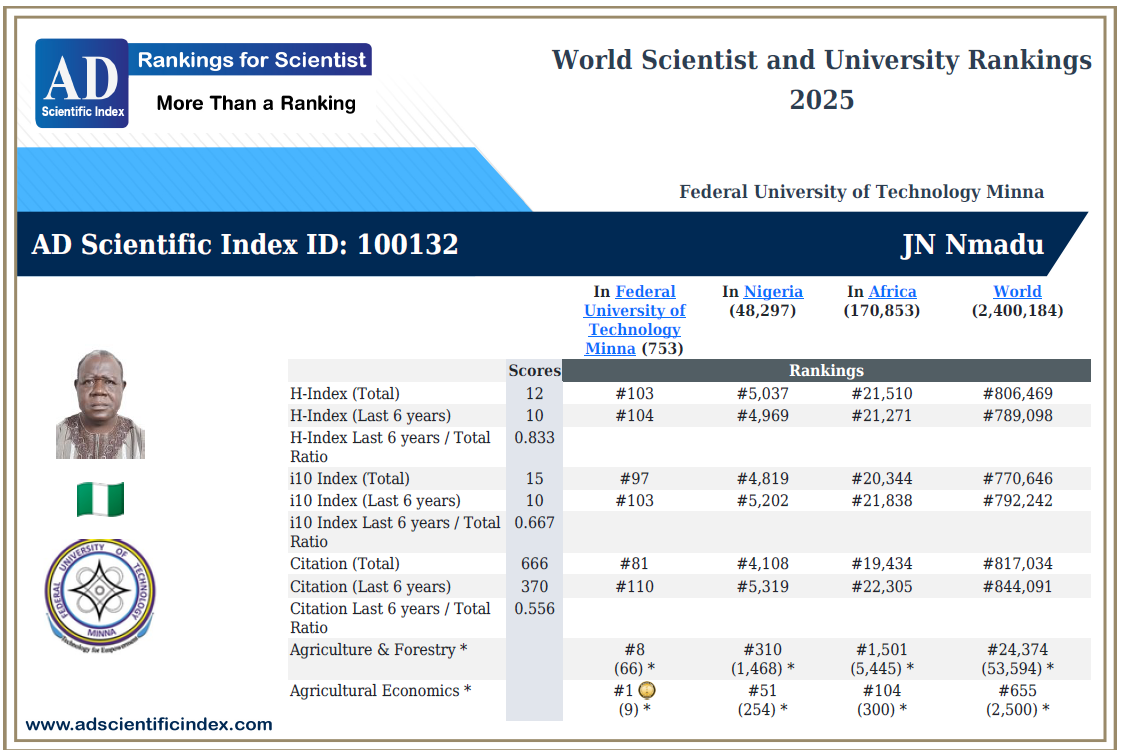 AD
Scientific Index
Rankings for Scientist
More Than a Ranking
World Scientist and University Rankings
2025
Federal University of Technology Minna
AD Scientific Index ID: 100132
JN Nmadu
In Federal University of Technology Minna (753)
In Nigeria (48,297)
In Africa (170,853)
World (2,400,184)
Scores Rankings
H-Index (Total) 12 #103 #5,037 #21,510 #806,469
H-Index (Last 6 years) 10 #104 #4,969 #21,271 #789,098
H-Index Last 6 years / Total Ratio 0.833
i10 Index (Total) 15 #97 #4,819 #20,344 #770,646
i10 Index (Last 6 years) 10 #103 #5,202 #21,838 #792,242
i10 Index Last 6 years / Total Ratio 0.667
Citation (Total) 666 #81 #4,108 #19,434 #817,034
Citation (Last 6 years) 370 #110 #5,319 #22,305 #844,091
Citation Last 6 years / Total Ratio 0.556
Agriculture & Forestry * #8 #310 #1,501 #24,374
(66) * (1,468) * (5,445) * (53,594) *
Agricultural Economics * #1 #51 #104 #655
(9) * (254) * (300) * (2,500) *
FEDERAL UNIVERSITY OF TECHNOLOGY
MINNA
Technology for Empowerment
www.adscientificindex.com